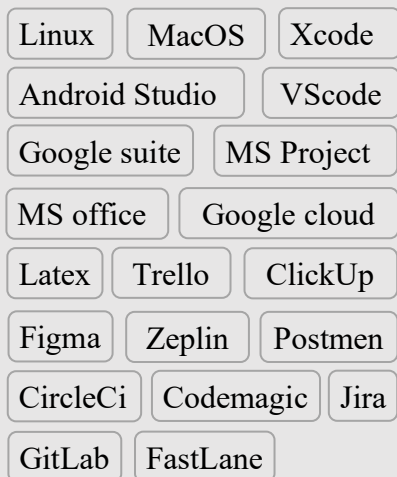 Linux MacOS Xcode
Android Studio VScode
Google suite MS Project
MS office Google cloud
Latex Trello ClickUp
Figma Zeplin Postmen
CircleCi Codemagic Jira
GitLab FastLane